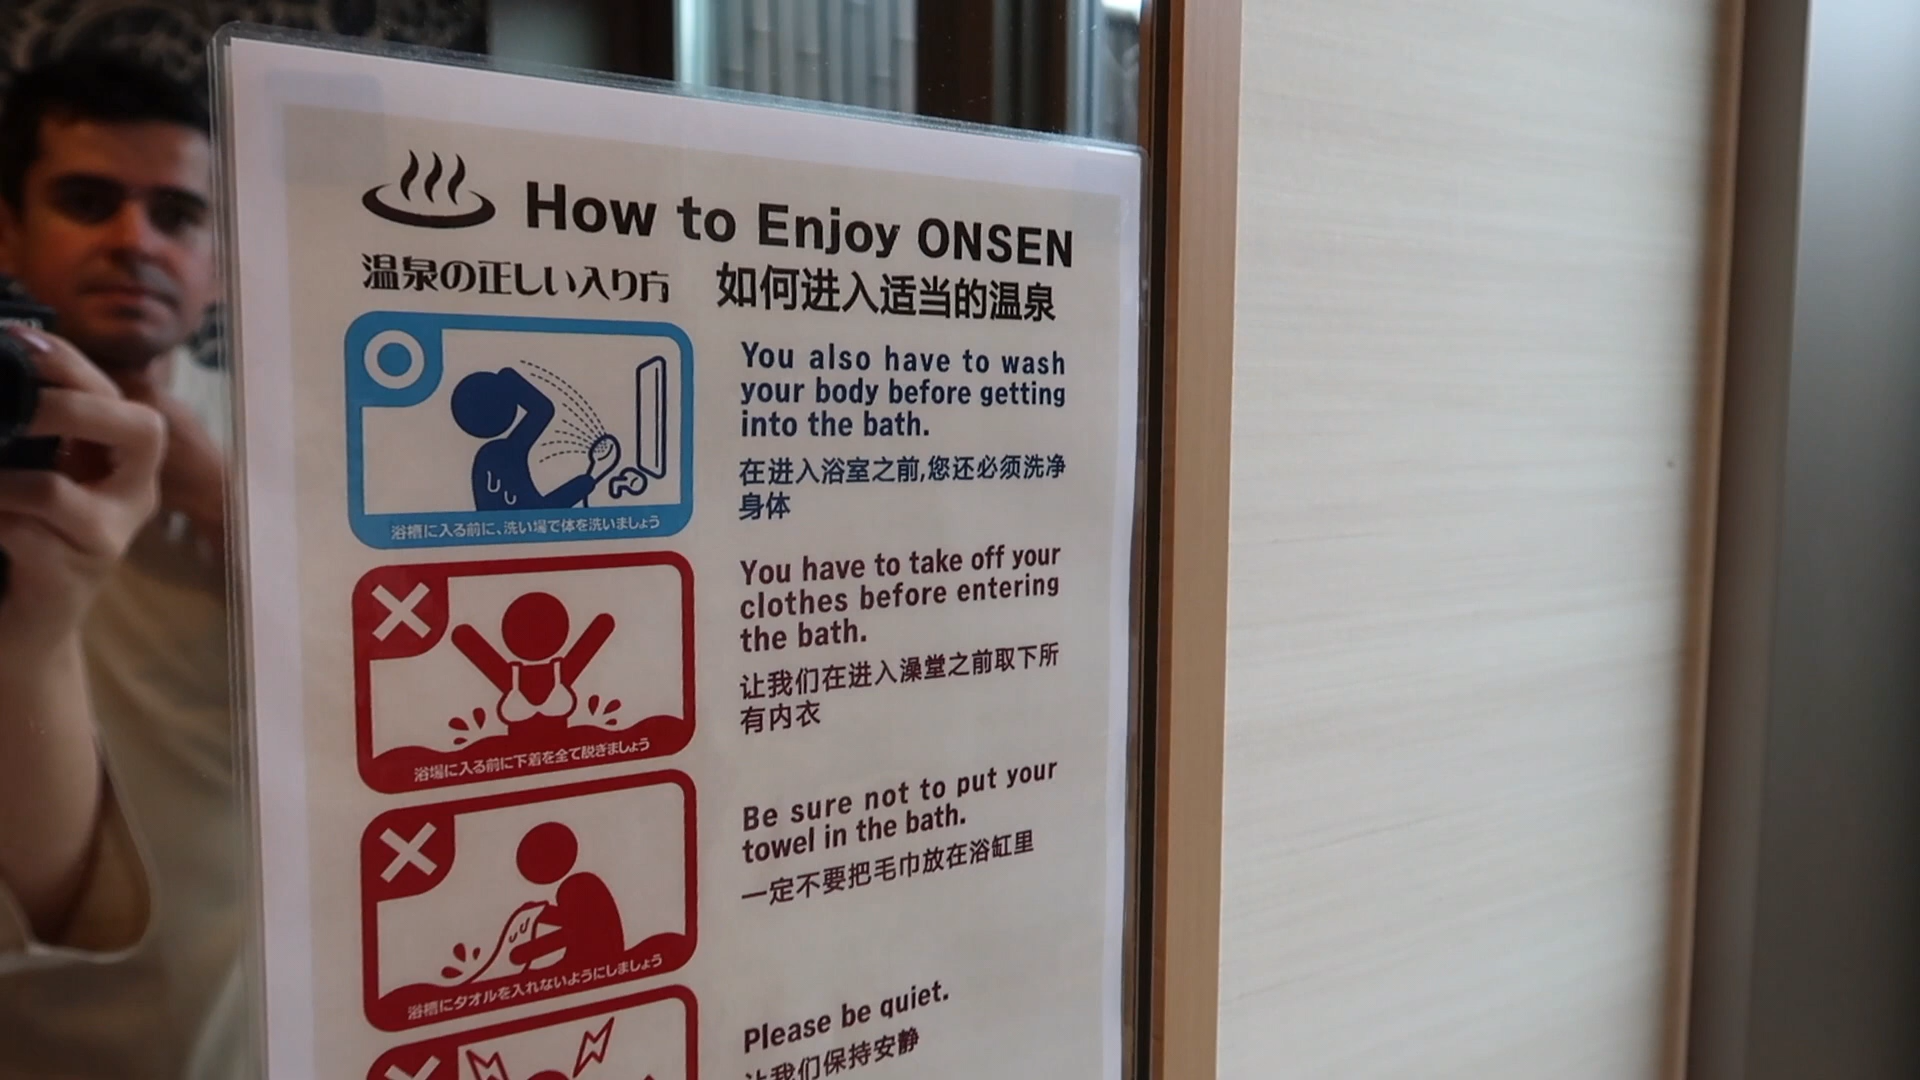 How to Enjoy ONSEN
温泉の正しい入り方
如何进入适当的温泉
You also have to wash
your body before getting
into the bath.
在进入浴室之前,您还必须洗净
身体
浴槽に入る前に、洗い場で体を洗いましょう
You have to take off your
clothes before entering
the bath.
让我们在进入澡堂之前取下所
有内衣
浴場に入る前に下着を全て脱ぎましょう
Be sure not to put your
towel in the bath.
一定不要把毛巾放在浴缸里
浴槽にタオルを入れないようにしましょう
Please be quiet.
让我们保持安静